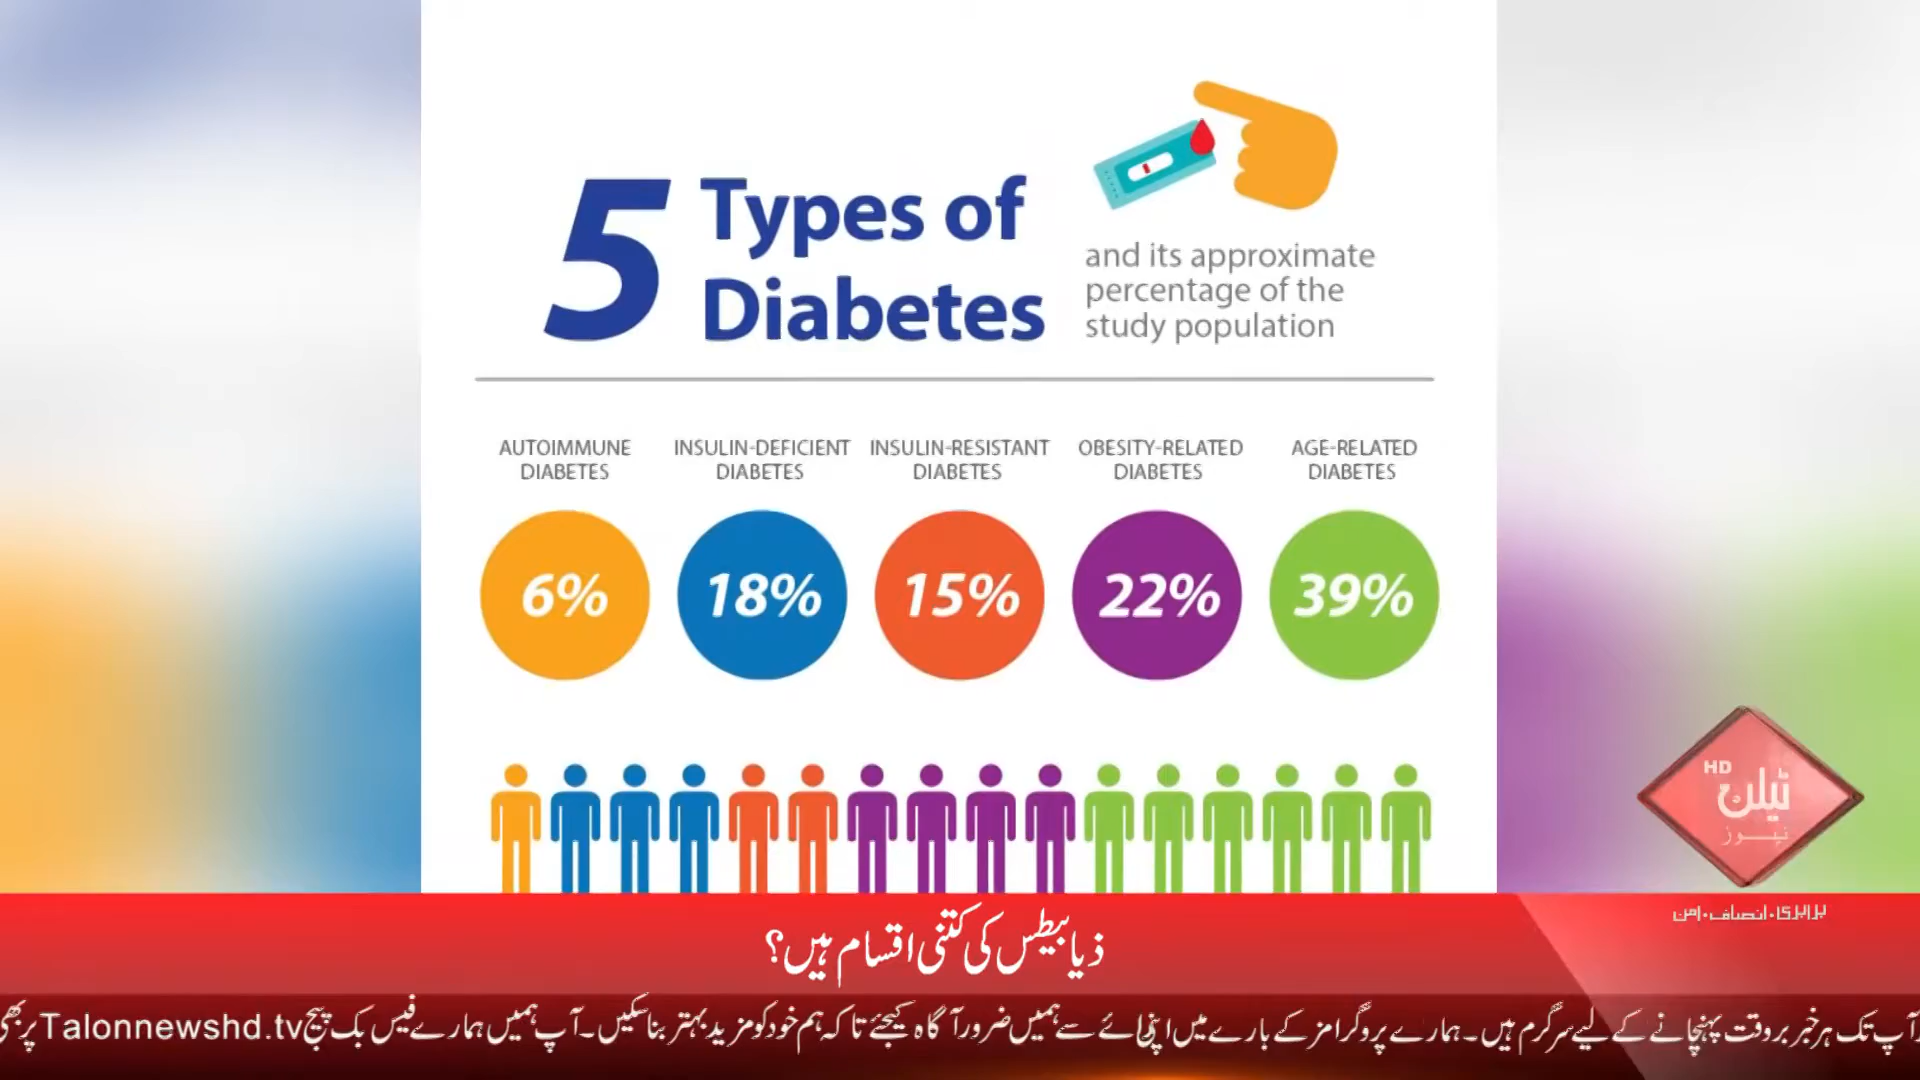 5 Types of
Diabetes
and its approximate
percentage of the
study population
AUTOIMMUNE
DIABETES
INSULIN-DEFICIENT
DIABETES
INSULIN-RESISTANT
DIABETES
OBESITY-RELATED
DIABETES
AGE-RELATED
DIABETES
6%
18%
15%
22%
39%
HD
ٹیلن
نیوز
برابری • انصاف • امن
ذیابیطس کی کتنی اقسام ہیں؟
آپ تک ہر خبر بروقت پہنچانے کے لیے سرگرم ہیں۔ ہمارے پروگرامز کے بارے میں اپنی رائے سے ہمیں ضرور آگاہ کیجئے تاکہ ہم خود کو مزید بہتر بنا سکیں۔ آپ ہمیں ہمارے فیس بک پیج Talonnewshd.tv پر بھی